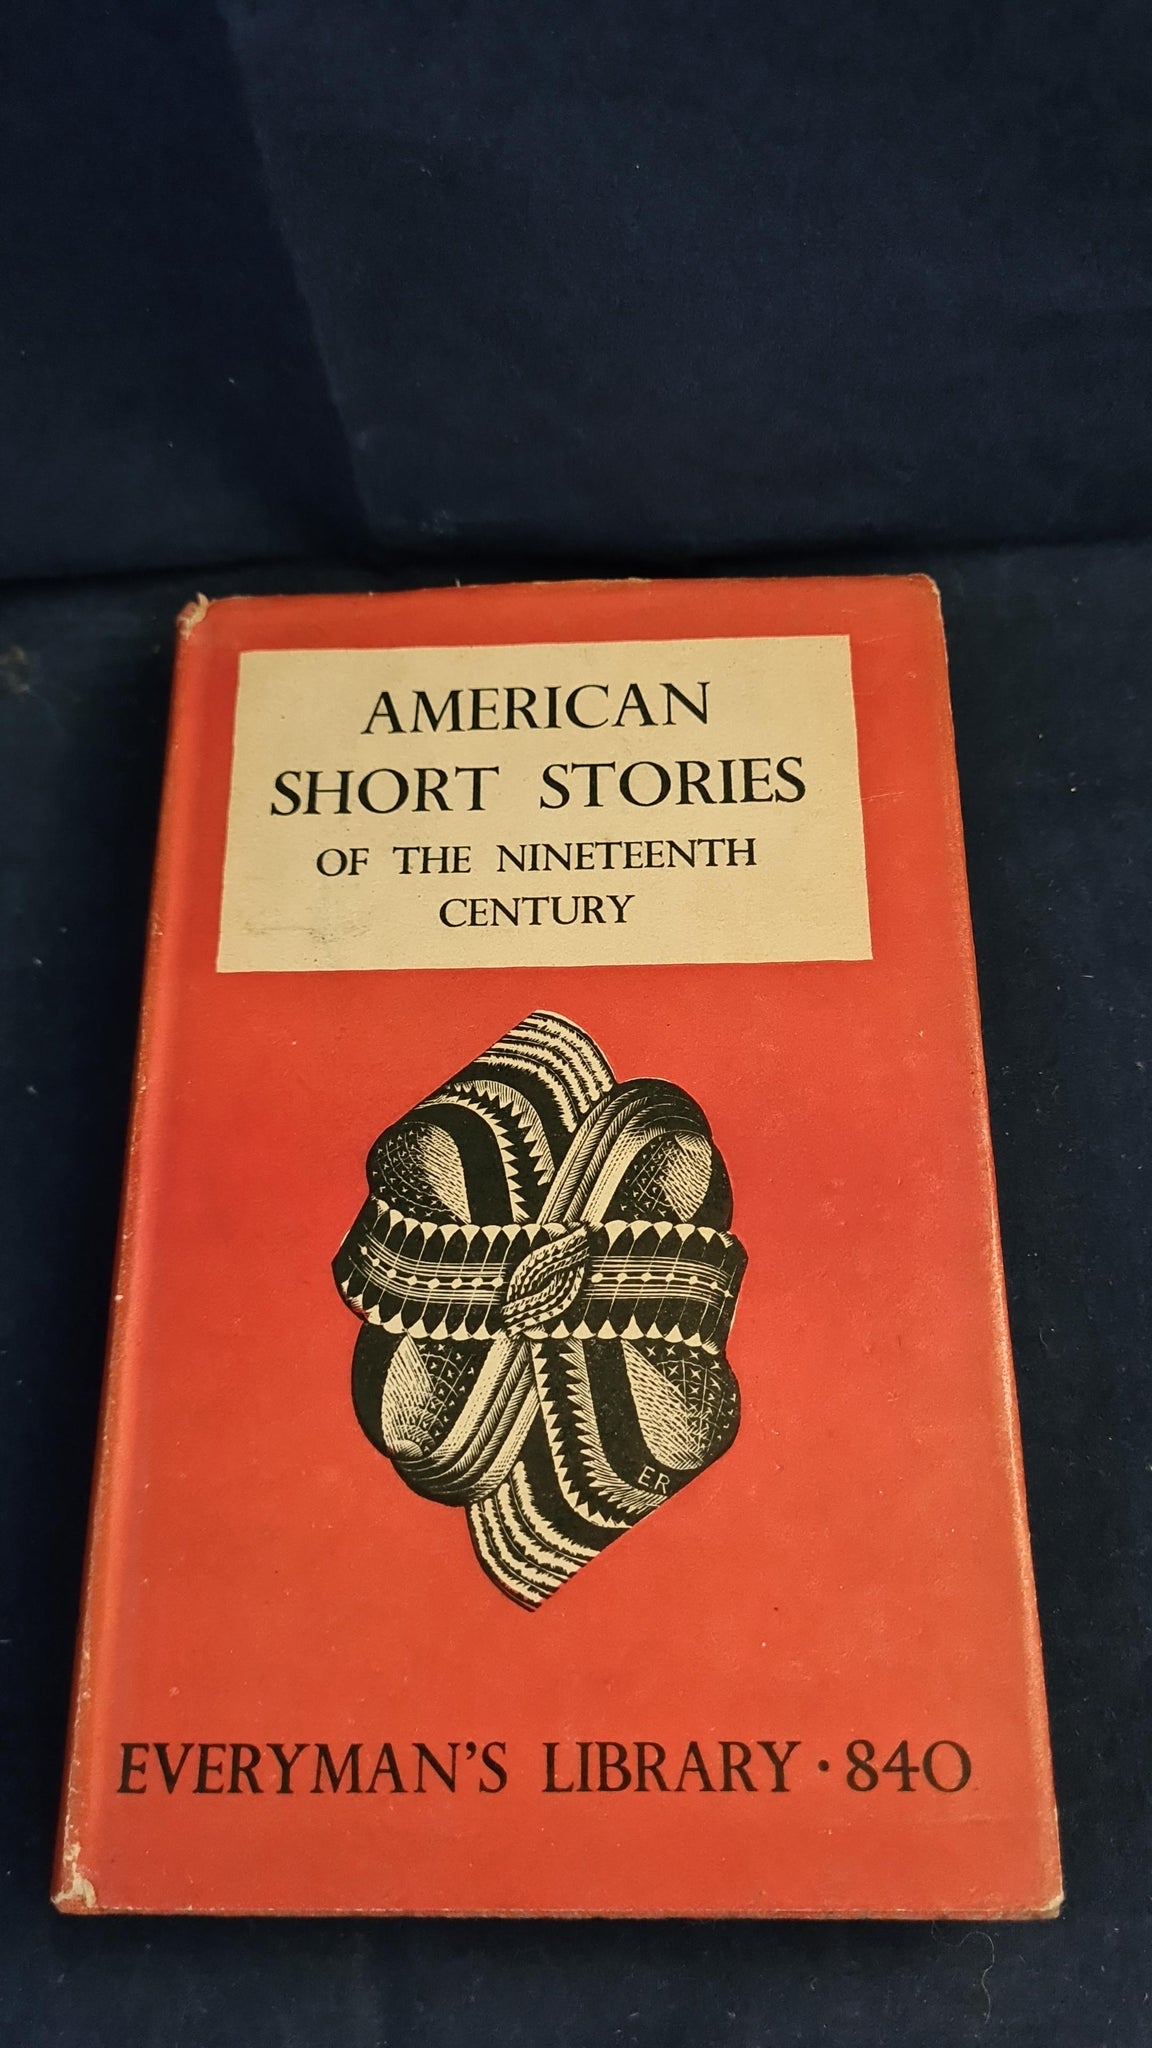 AMERICAN
SHORT STORIES
OF THE NINETEENTH
CENTURY
ER
EVERYMAN'S LIBRARY · 840